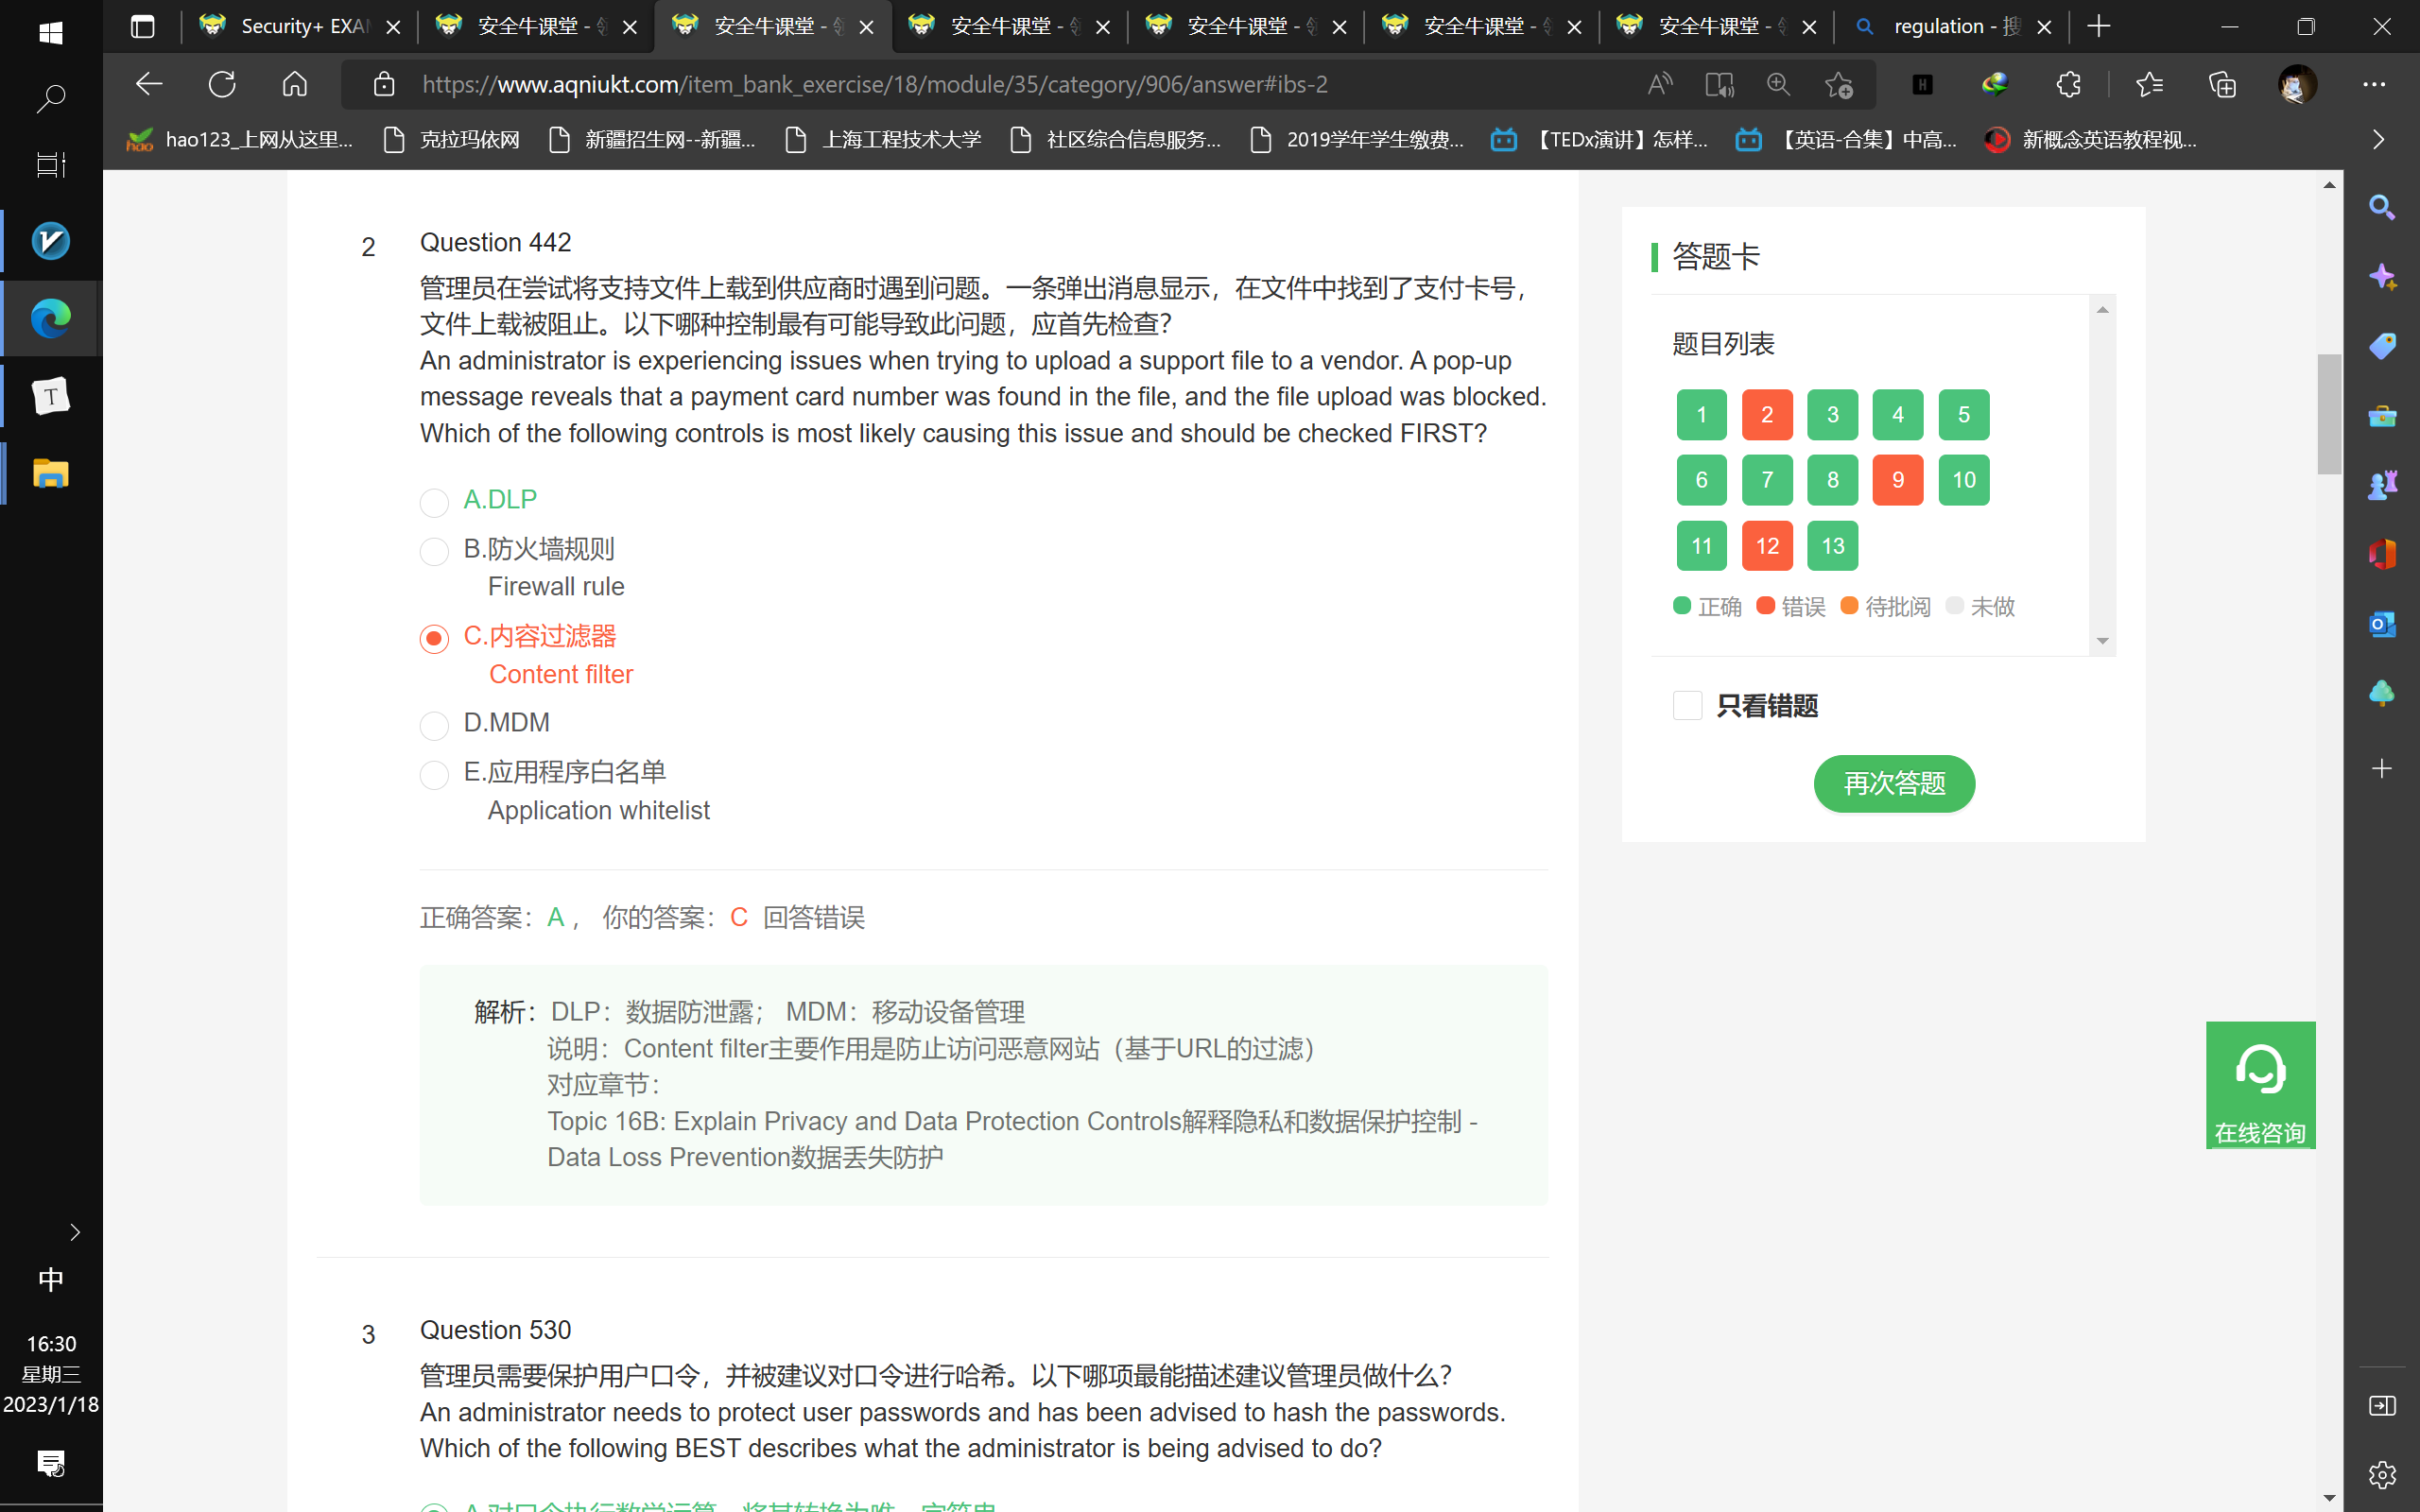 Security+ EXAM
安全牛课堂 -
安全牛课堂 -
安全牛课堂 -
安全牛课堂 -
安全牛课堂 -
安全牛课堂 -
regulation - 搜
https://www.aqniukt.com/item_bank_exercise/18/module/35/category/906/answer#ibs-2
hao123_上网从这里...
克拉玛依网
新疆招生网--新疆...
上海工程技术大学
社区综合信息服务...
2019学年学生缴费...
【TEDx演讲】怎样...
【英语-合集】中高...
新概念英语教程视...
2
Question 442
管理员在尝试将支持文件上载到供应商时遇到问题。一条弹出消息显示，在文件中找到了支付卡号，
文件上载被阻止。以下哪种控制最有可能导致此问题，应首先检查？
An administrator is experiencing issues when trying to upload a support file to a vendor. A pop-up
message reveals that a payment card number was found in the file, and the file upload was blocked.
Which of the following controls is most likely causing this issue and should be checked FIRST?
A.DLP
B.防火墙规则
Firewall rule
C.内容过滤器
Content filter
D.MDM
E.应用程序白名单
Application whitelist
正确答案：A， 你的答案：C 回答错误
解析：DLP：数据防泄露； MDM：移动设备管理
说明：Content filter主要作用是防止访问恶意网站（基于URL的过滤）
对应章节：
Topic 16B: Explain Privacy and Data Protection Controls解释隐私和数据保护控制 -
Data Loss Prevention数据丢失防护
3
Question 530
管理员需要保护用户口令，并被建议对口令进行哈希。以下哪项最能描述建议管理员做什么？
An administrator needs to protect user passwords and has been advised to hash the passwords.
Which of the following BEST describes what the administrator is being advised to do?
A.对口令执行数学运算，将其转换为唯一字符串
答题卡
题目列表
1 2 3 4 5
6 7 8 9 10
11 12 13
正确 错误 待批阅 未做
只看错题
再次答题
在线咨询
中
16:30
星期三
2023/1/18